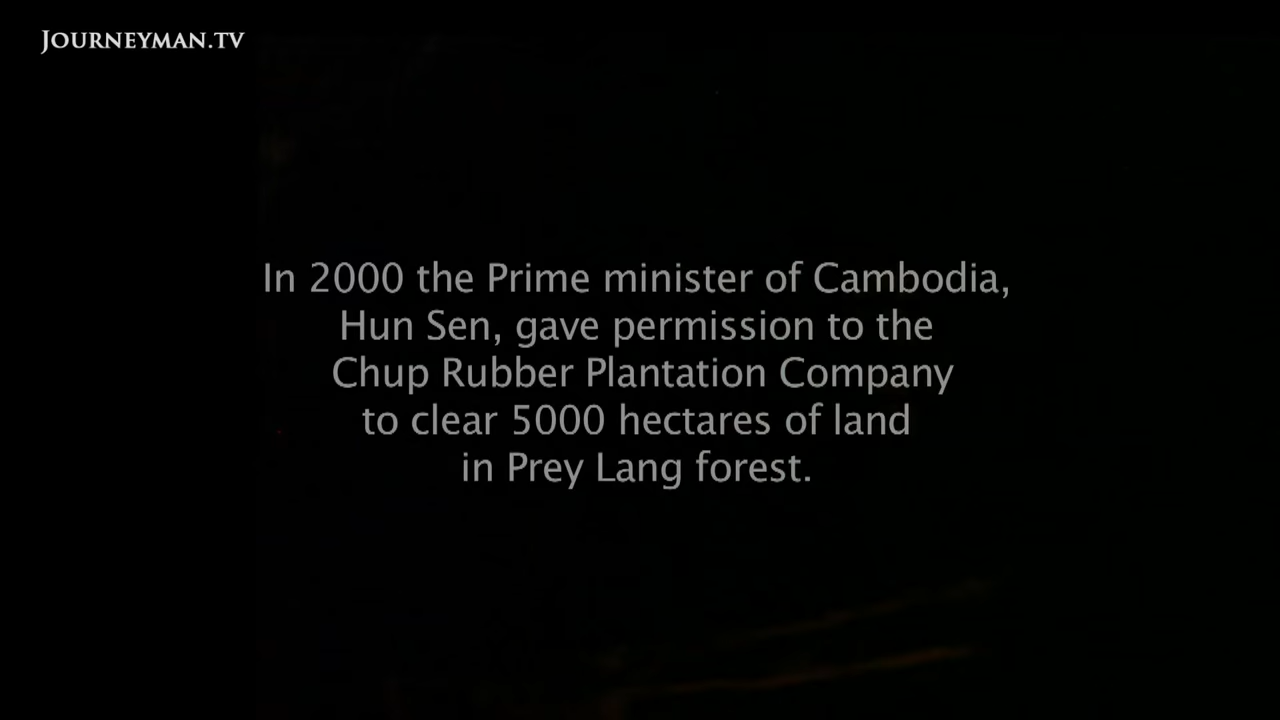 JOURNEYMAN.TV
In 2000 the Prime minister of Cambodia,
Hun Sen, gave permission to the
Chup Rubber Plantation Company
to clear 5000 hectares of land
in Prey Lang forest.